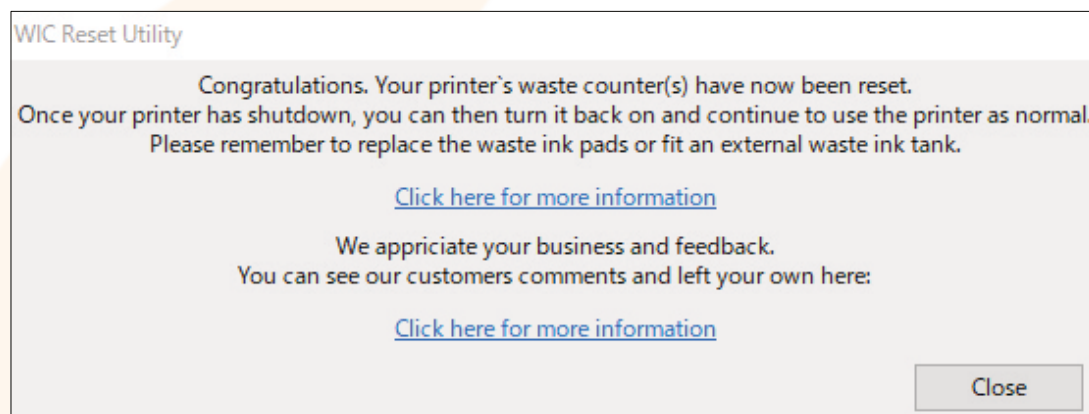 WIC Reset Utility
Congratulations. Your printer`s waste counter(s) have now been reset.
Once your printer has shutdown, you can then turn it back on and continue to use the printer as normal.
Please remember to replace the waste ink pads or fit an external waste ink tank.
Click here for more information
We appriciate your business and feedback.
You can see our customers comments and left your own here:
Click here for more information
Close